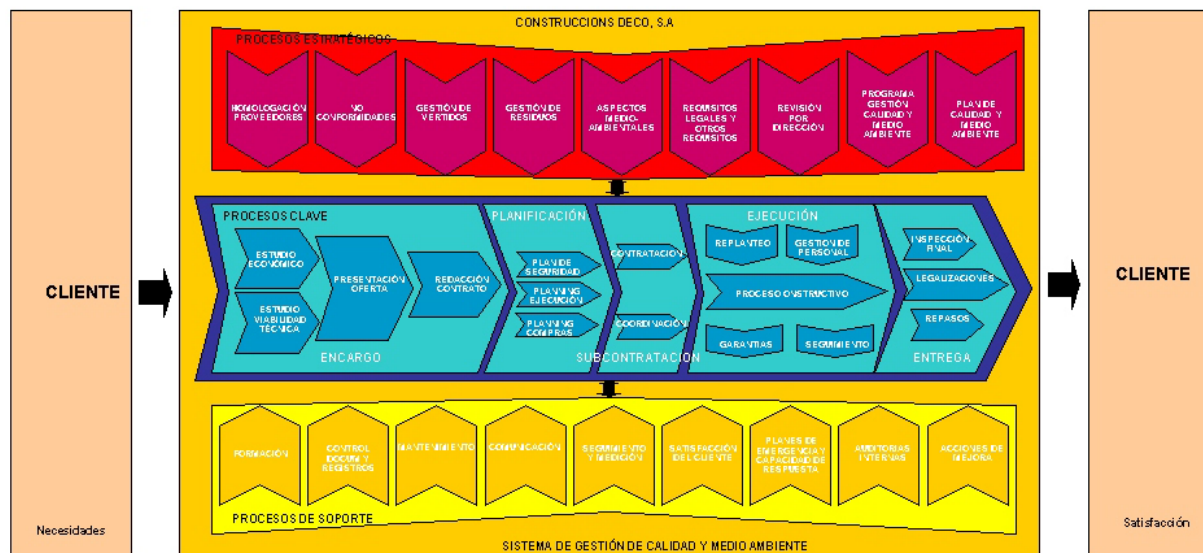 CONSTRUCCIONS DECO, S.A
PROCESOS ESTRATÉGICOS
HOMOLOGACIÓN
PROVEEDORES
NO
CONFORMIDADES
GESTIÓN DE
VERTIDOS
GESTIÓN DE
RESIDUOS
ASPECTOS
MEDIO-
AMBIENTALES
REQUISITOS
LEGALES Y
OTROS
REQUISITOS
REVISIÓN
POR
DIRECCIÓN
PROGRAMA
GESTIÓN
CALIDAD Y
MEDIO
AMBIENTE
PLAN DE
CALIDAD Y
MEDIO
AMBIENTE
CLIENTE
Necesidades
PROCESOS CLAVE
ESTUDIO
ECONÓMICO
ESTUDIO
VIABILIDAD
TÉCNICA
PRESENTACIÓN
OFERTA
REDACCIÓN
CONTRATO
ENCARGO
PLANIFICACIÓN
PLAN DE
SEGURIDAD
PLANNING
EJECUCIÓN
PLANNING
COMPRAS
CONTRATACIÓN
COORDINACIÓN
SUBCONTRATACION
EJECUCIÓN
REPLANTEO
GESTIÓN DE
PERSONAL
PROCESO ONSTRUCTIVO
GARANTIAS
SEGUIMIENTO
INSPECCIÓN
FINAL
LEGALIZACIONES
REPASOS
ENTREGA
CLIENTE
Satisfacción
FORMACIÓN
CONTROL
DOCUM Y
REGISTROS
MANTENIMIENTO
COMUNICACIÓN
SEGUIMIENTO
Y MEDICIÓN
SATISFACCIÓN
DEL CLIENTE
PLANES DE
EMERGENCIA Y
CAPACIDAD DE
RESPUESTA
AUDITORIAS
INTERNAS
ACCIONES DE
MEJORA
PROCESOS DE SOPORTE
SISTEMA DE GESTIÓN DE CALIDAD Y MEDIO AMBIENTE